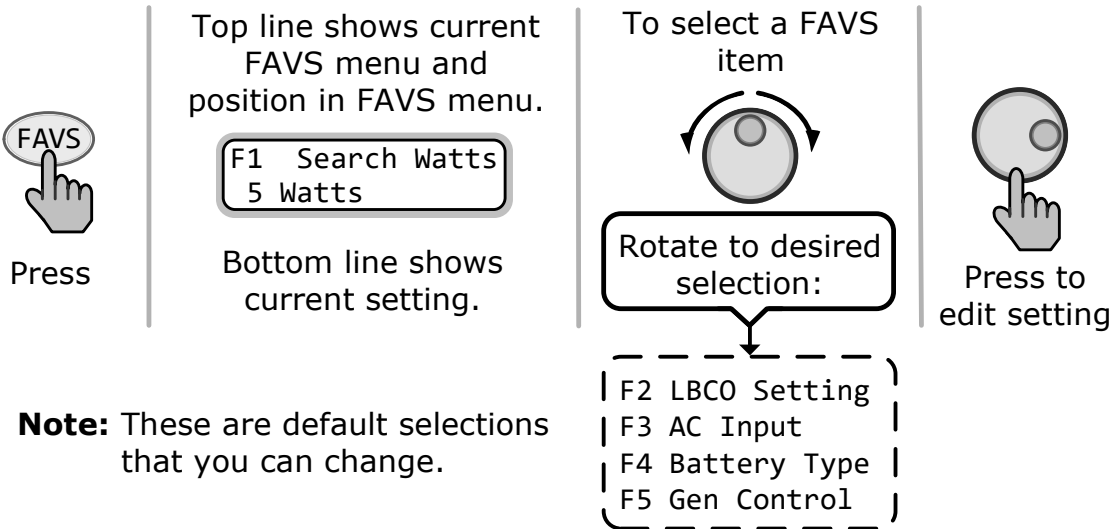 FAVS
Press
Top line shows current
FAVS menu and
position in FAVS menu.
F1  Search Watts
5 Watts
Bottom line shows
current setting.
To select a FAVS
item
Rotate to desired
selection:
F2 LBCO Setting
F3 AC Input
F4 Battery Type
F5 Gen Control
Press to
edit setting
Note: These are default selections
that you can change.